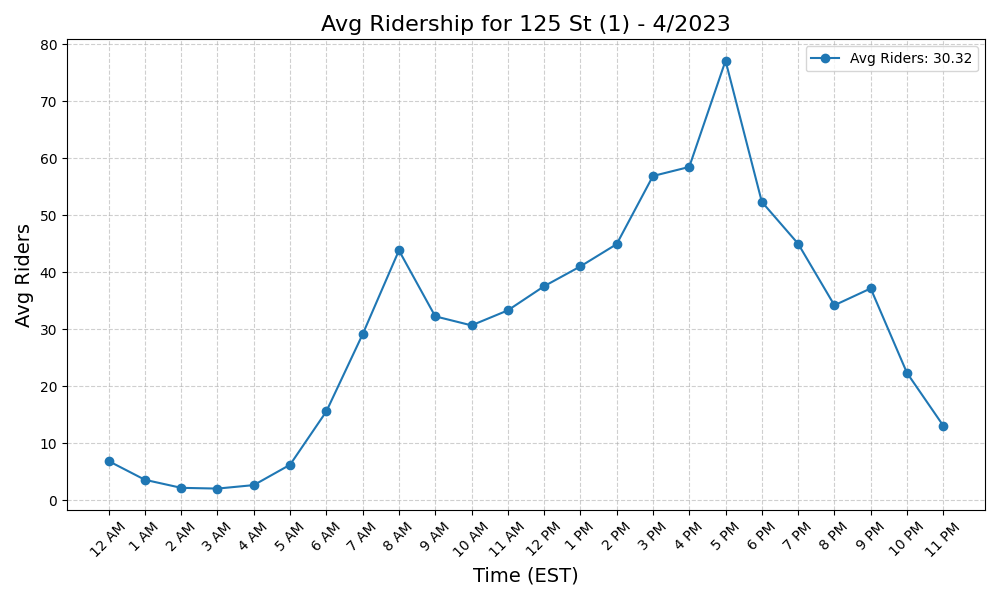 Avg Ridership for 125 St (1) - 4/2023
Avg Riders: 30.32
Avg Riders
80
70
60
50
40
30
20
10
0
12 AM
1 AM
2 AM
3 AM
4 AM
5 AM
6 AM
7 AM
8 AM
9 AM
10 AM
11 AM
12 PM
1 PM
2 PM
3 PM
4 PM
5 PM
6 PM
7 PM
8 PM
9 PM
10 PM
11 PM
Time (EST)